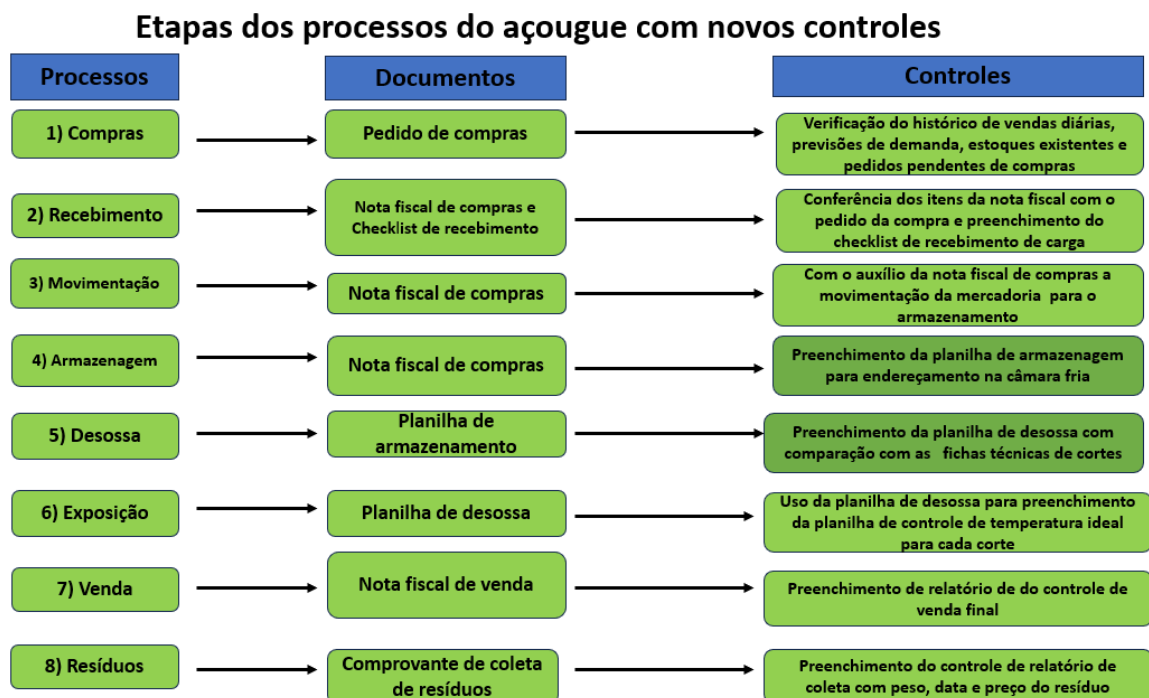 Etapas dos processos do açougue com novos controles
Processos
Documentos
Controles
1) Compras
Pedido de compras
Verificação do histórico de vendas diárias,
previsões de demanda, estoques existentes e
pedidos pendentes de compras
2) Recebimento
Nota fiscal de compras e
Checklist de recebimento
Conferência dos itens da nota fiscal com o
pedido da compra e preenchimento do
checklist de recebimento de carga
3) Movimentação
Nota fiscal de compras
Com o auxílio da nota fiscal de compras a
movimentação da mercadoria para o
armazenamento
4) Armazenagem
Nota fiscal de compras
Preenchimento da planilha de armazenagem
para endereçamento na câmara fria
5) Desossa
Planilha de
armazenamento
Preenchimento da planilha de desossa com
comparação com as fichas técnicas de cortes
6) Exposição
Planilha de desossa
Uso da planilha de desossa para preenchimento
da planilha de controle de temperatura ideal
para cada corte
7) Venda
Nota fiscal de venda
Preenchimento de relatório de do controle de
venda final
8) Resíduos
Comprovante de coleta
de resíduos
Preenchimento do controle de relatório de
coleta com peso, data e preço do resíduo